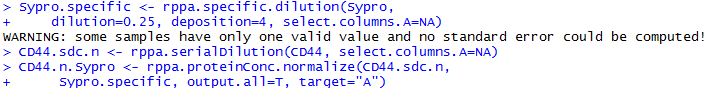 > Sypro.specific <- rppa.specific.dilution(Sypro,
+    dilution=0.25, deposition=4, select.columns.A=NA)
WARNING: some samples have only one valid value and no standard error could be computed!
> CD44.sdc.n <- rppa.serialDilution(CD44, select.columns.A=NA)
> CD44.n.Sypro <- rppa.proteinConc.normalize(CD44.sdc.n,
+     Sypro.specific, output.all=T, target="A")